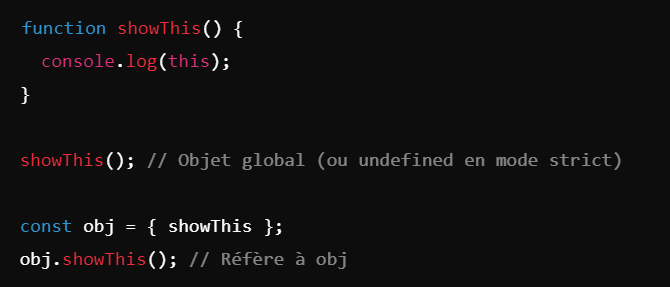 function showThis() {
  console.log(this);
}

showThis(); // Objet global (ou undefined en mode strict)

const obj = { showThis };
obj.showThis(); // Réfère à obj